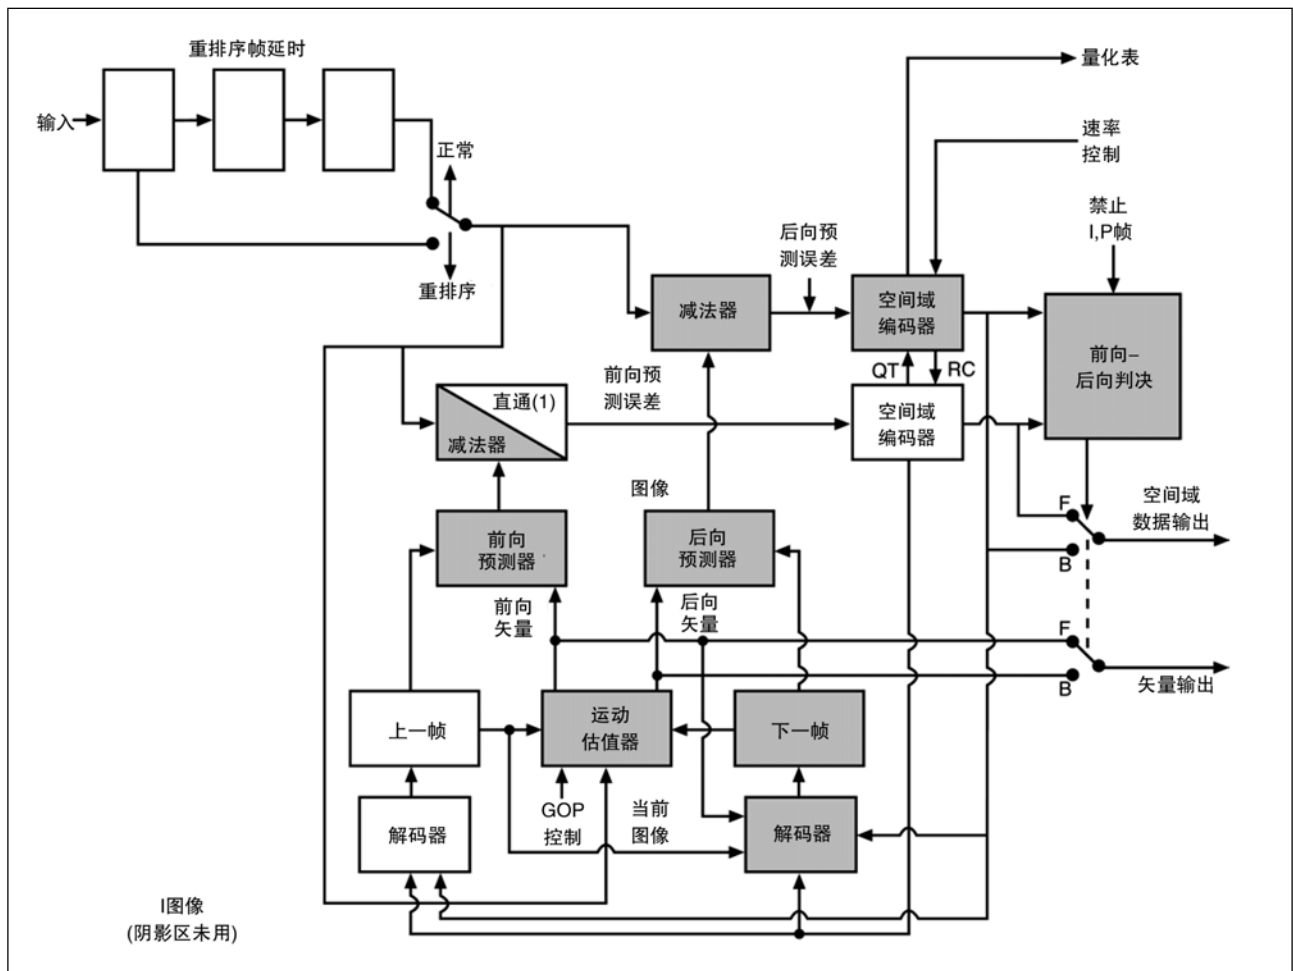 重排序帧延时
输入
正常
重排序
量化表
速率
控制
禁止
I,P帧
后向预
测误差
减法器
空间域
编码器
前向–
后向判决
QT
RC
前向预
测误差
直通(1)
减法器
空间域
编码器
图像
前向
预测器
后向
预测器
F
B
空间域
数据输出
前向
矢量
后向
矢量
F
B
矢量输出
上一帧
运动
估值器
下一帧
解码器
GOP
控制
当前
图像
解码器
I图像
(阴影区未用)